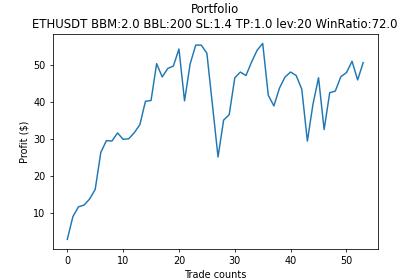 Portfolio
ETHUSDT BBM:2.0 BBL:200 SL:1.4 TP:1.0 lev:20 WinRatio:72.0
50
40
30
20
10
Profit ($)
0 10 20 30 40 50
Trade counts